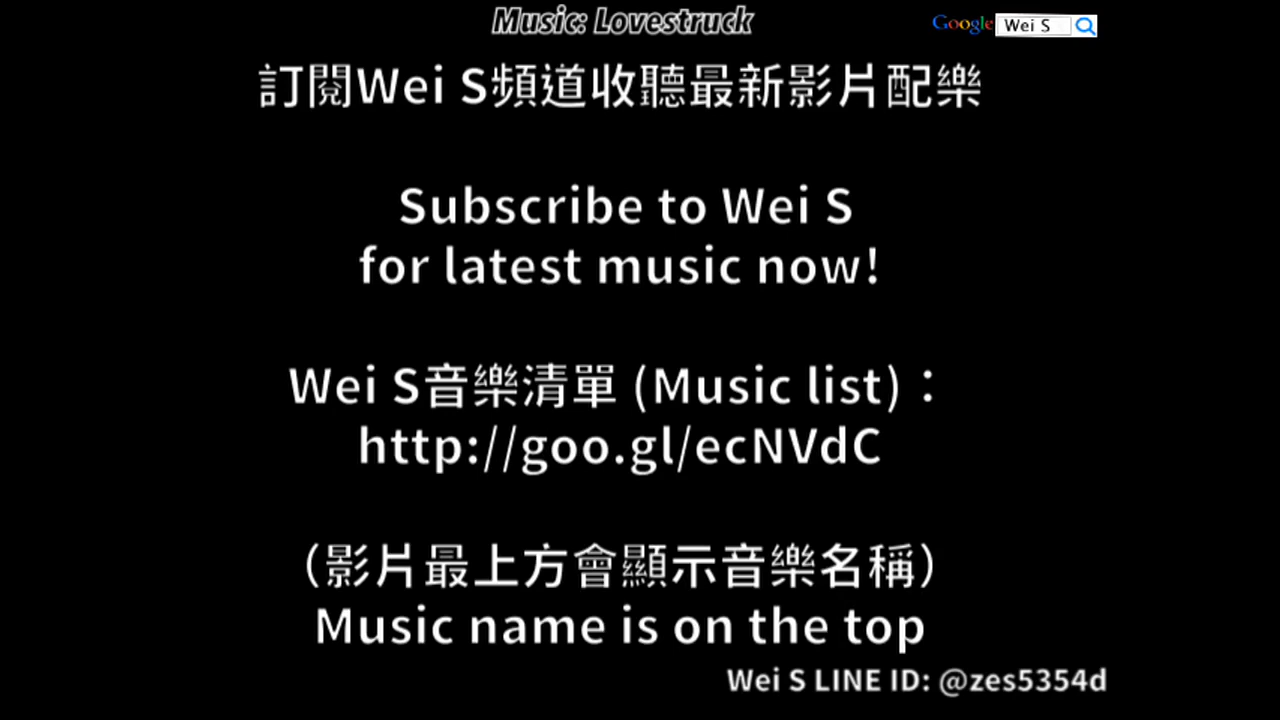 Music: Lovestruck
Google Wei S
訂閱Wei S頻道收聽最新影片配樂
Subscribe to Wei S
for latest music now!
Wei S音樂清單 (Music list)：
http://goo.gl/ecNVdC
（影片最上方會顯示音樂名稱）
Music name is on the top
Wei S LINE ID: @zes5354d